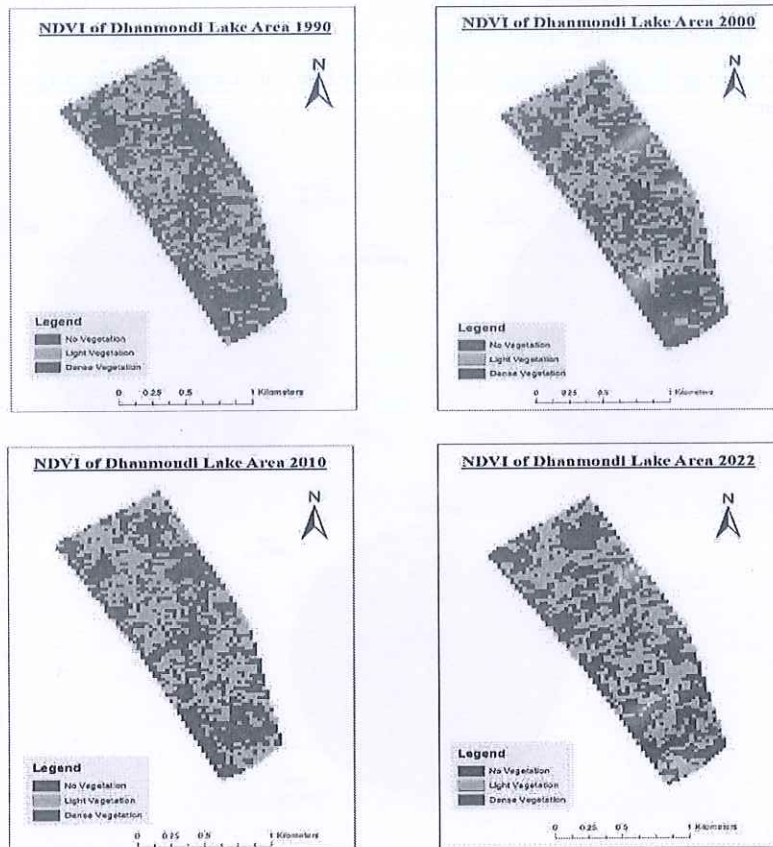 NDVI of Dhanmondi Lake Area 1990
N
Legend
No Vegetation
Light Vegetation
Dense Vegetation
0 0.25 0.5 1 Kilometers
NDVI of Dhanmondi Lake Area 2000
N
Legend
No Vegetation
Light Vegetation
Dense Vegetation
0 0.25 0.5 1 Kilometers
NDVI of Dhanmondi Lake Area 2010
N
Legend
No Vegetation
Light Vegetation
Dense Vegetation
0 0.25 0.5 1 Kilometers
NDVI of Dhanmondi Lake Area 2022
N
Legend
No Vegetation
Light Vegetation
Dense Vegetation
0 0.25 0.5 1 Kilometers